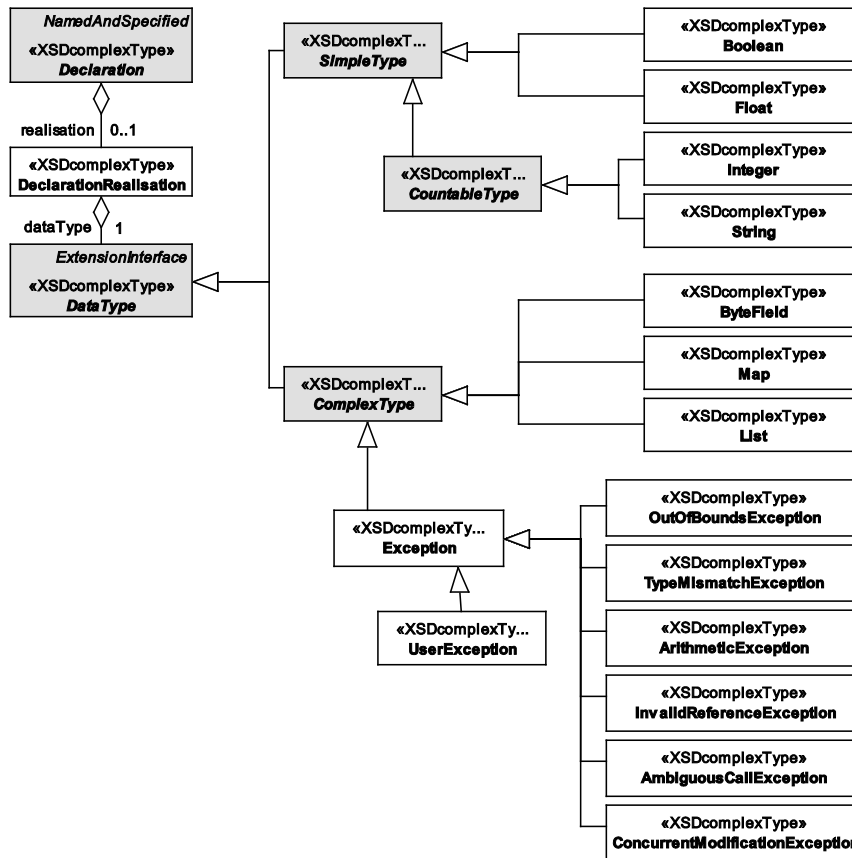 NamedAndSpecified
«XSDcomplexType»
Declaration
realisation 0..1
«XSDcomplexType»
DeclarationRealisation
dataType 1
ExtensionInterface
«XSDcomplexType»
DataType
«XSDcomplexT...
SimpleType
«XSDcomplexT...
CountableType
«XSDcomplexType»
Boolean
«XSDcomplexType»
Float
«XSDcomplexType»
Integer
«XSDcomplexType»
String
«XSDcomplexT...
ComplexType
«XSDcomplexType»
ByteField
«XSDcomplexType»
Map
«XSDcomplexType»
List
«XSDcomplexTy...
Exception
«XSDcomplexTy...
UserException
«XSDcomplexType»
OutOfBoundsException
«XSDcomplexType»
TypeMismatchException
«XSDcomplexType»
ArithmeticException
«XSDcomplexType»
InvalidReferenceException
«XSDcomplexType»
AmbiguousCallException
«XSDcomplexType»
ConcurrentModificationException